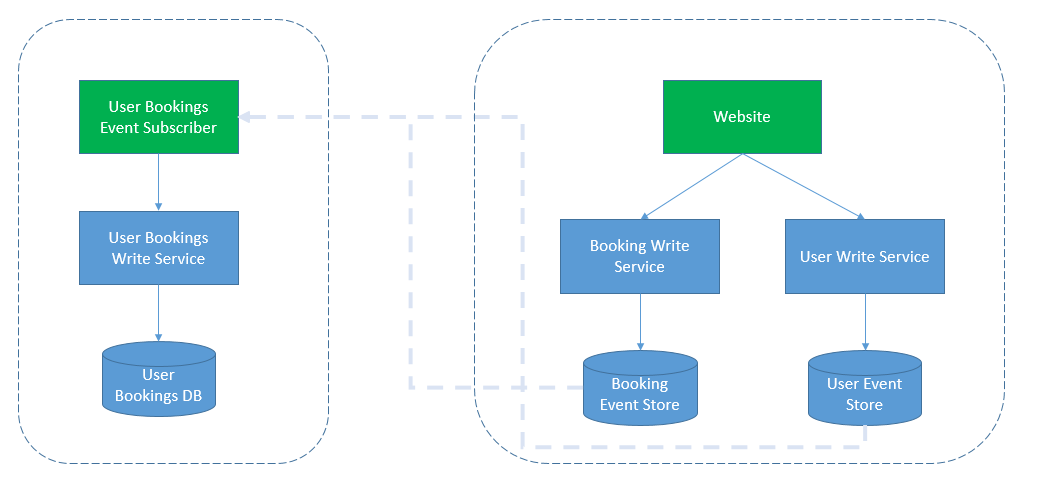 User Bookings
Event Subscriber
User Bookings
Write Service
User
Bookings DB
Website
Booking Write
Service
User Write Service
Booking
Event Store
User Event
Store